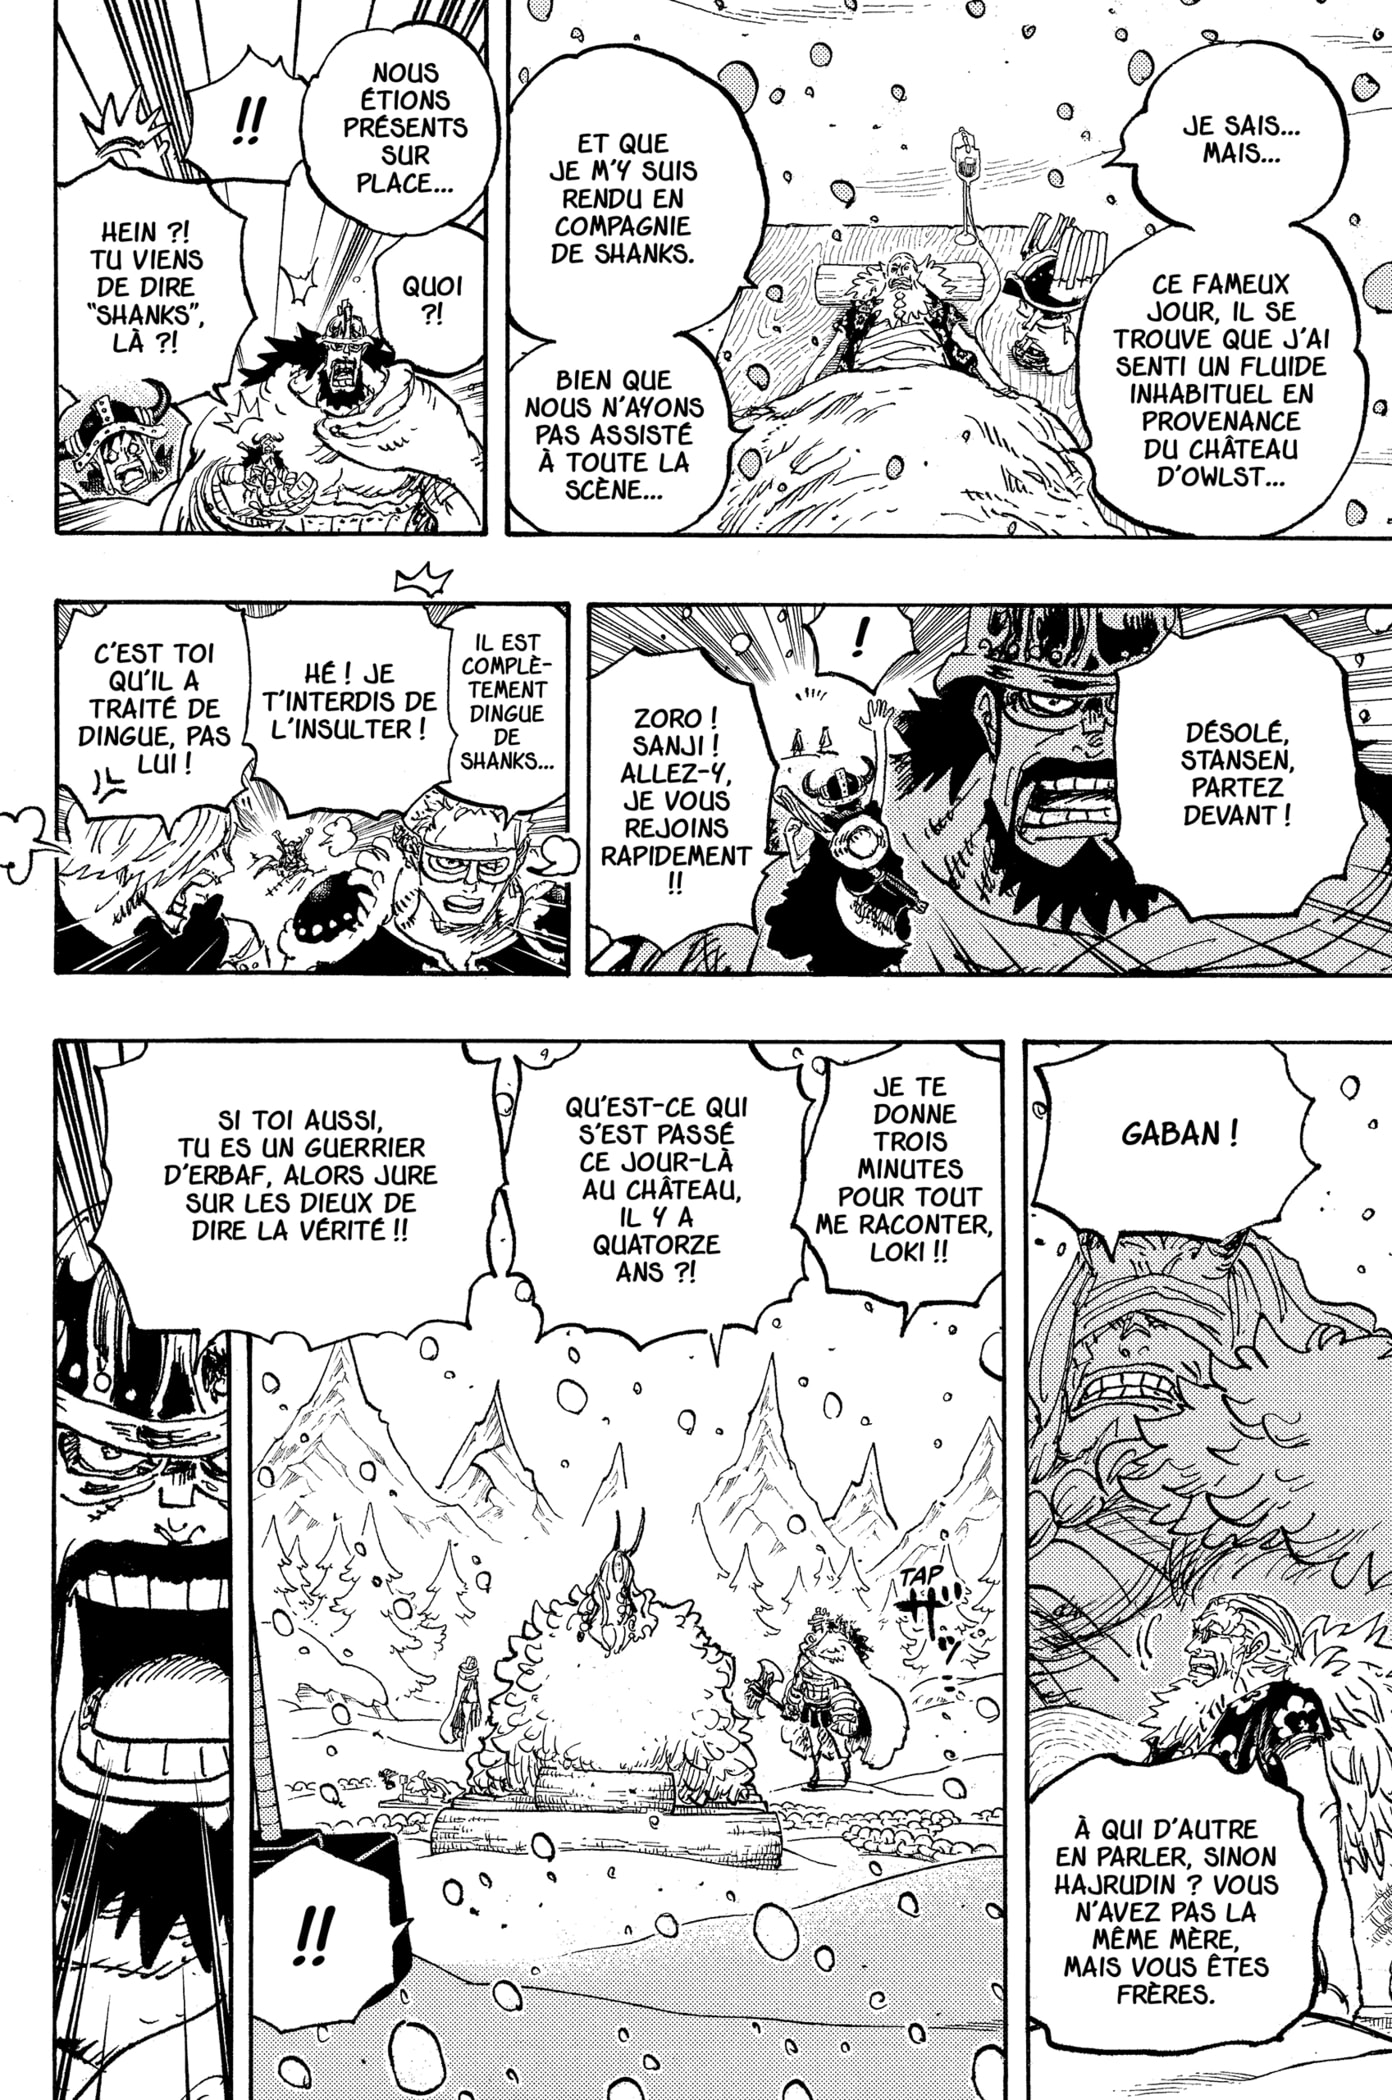 JE SAIS...
MAIS...
CE FAMEUX
JOUR, IL SE
TROUVE QUE J'AI
SENTI UN FLUIDE
INHABITUEL EN
PROVENANCE
DU CHÂTEAU
D'OWLST...
ET QUE
JE M'Y SUIS
RENDU EN
COMPAGNIE
DE SHANKS.
BIEN QUE
NOUS N'AYONS
PAS ASSISTÉ
À TOUTE LA
SCÈNE...
NOUS
ÉTIONS
PRÉSENTS
SUR
PLACE...
!!
QUOI
?!
HEIN ?!
TU VIENS
DE DIRE
“SHANKS”,
LÀ ?!
DÉSOLÉ,
STANSEN,
PARTEZ
DEVANT !
!
ZORO !
SANJI !
ALLEZ-Y,
JE VOUS
REJOINS
RAPIDEMENT
!!
IL EST
COMPLÈ-
TEMENT
DINGUE
DE
SHANKS...
HÉ ! JE
T'INTERDIS DE
L'INSULTER !
C'EST TOI
QU'IL A
TRAITÉ DE
DINGUE, PAS
LUI !
GABAN !
À QUI D'AUTRE
EN PARLER, SINON
HAJRUDIN ? VOUS
N'AVEZ PAS LA
MÊME MÈRE,
MAIS VOUS ÊTES
FRÈRES.
JE TE
DONNE
TROIS
MINUTES
POUR TOUT
ME RACONTER,
LOKI !!
QU'EST-CE QUI
S'EST PASSÉ
CE JOUR-LÀ
AU CHÂTEAU,
IL Y A
QUATORZE
ANS ?!
TAP
ザッ
!!
SI TOI AUSSI,
TU ES UN GUERRIER
D'ERBAF, ALORS JURE
SUR LES DIEUX DE
DIRE LA VÉRITÉ !!